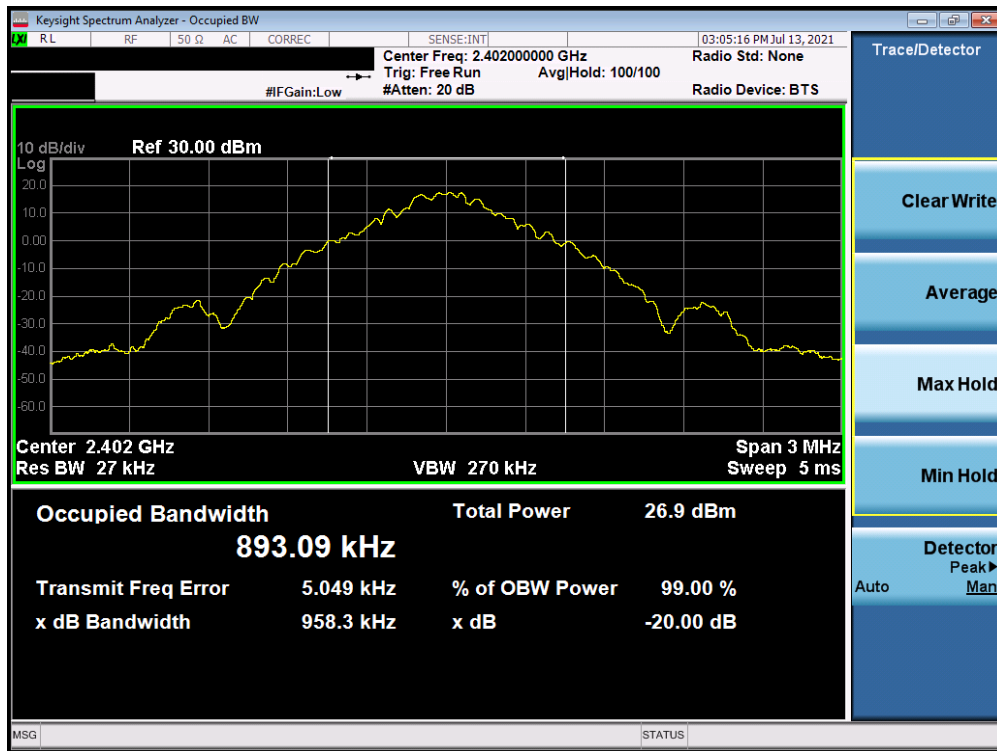 Keysight Spectrum Analyzer - Occupied BW
LXI RL RF 50 Ω AC CORREC SENSE:INT 03:05:16 PM Jul 13, 2021
Center Freq: 2.402000000 GHz Radio Std: None
Trig: Free Run Avg|Hold: 100/100
#IFGain:Low #Atten: 20 dB Radio Device: BTS
Trace/Detector
10 dB/div Ref 30.00 dBm
Log
20.0
10.0
0.00
-10.0
-20.0
-30.0
-40.0
-50.0
-60.0
Center 2.402 GHz Span 3 MHz
Res BW 27 kHz VBW 270 kHz Sweep 5 ms
Occupied Bandwidth Total Power 26.9 dBm
893.09 kHz
Transmit Freq Error 5.049 kHz % of OBW Power 99.00 %
x dB Bandwidth 958.3 kHz x dB -20.00 dB
Clear Write
Average
Max Hold
Min Hold
Detector
Peak▶
Auto Man
MSG STATUS